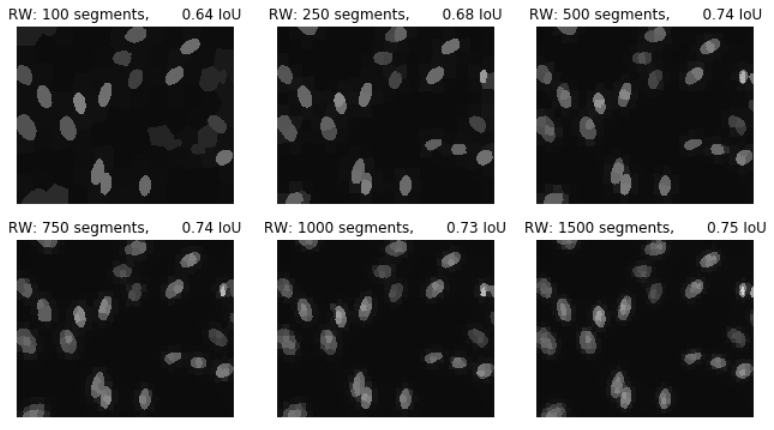 RW: 100 segments, 0.64 IoU
RW: 250 segments, 0.68 IoU
RW: 500 segments, 0.74 IoU
RW: 750 segments, 0.74 IoU
RW: 1000 segments, 0.73 IoU
RW: 1500 segments, 0.75 IoU